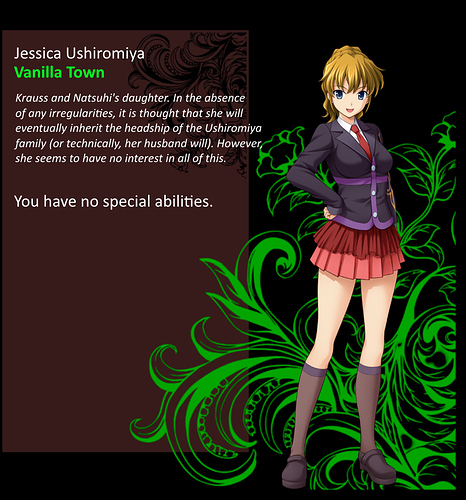 Jessica Ushiromiya
Vanilla Town
Krauss and Natsuhi's daughter. In the absence
of any irregularities, it is thought that she will
eventually inherit the headship of the Ushiromiya
family (or technically, her husband will). However,
she seems to have no interest in all of this.
You have no special abilities.